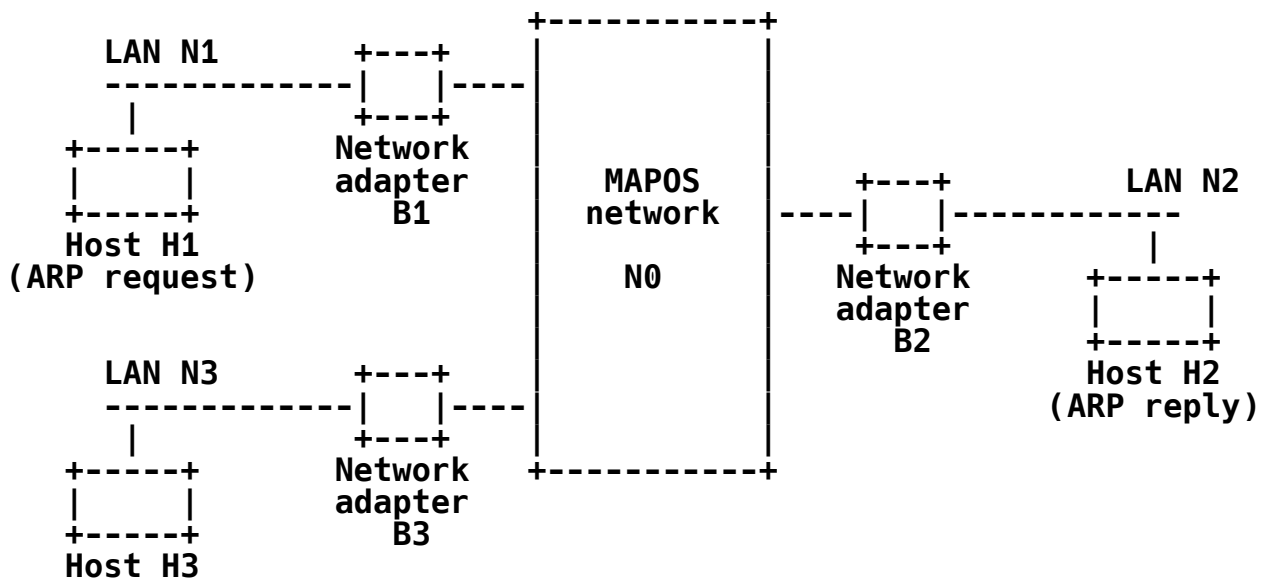 LAN N1
Network
adapter
B1
Host H1
(ARP request)
MAPOS
network
N0
LAN N2
Network
adapter
B2
Host H2
(ARP reply)
LAN N3
Network
adapter
B3
Host H3